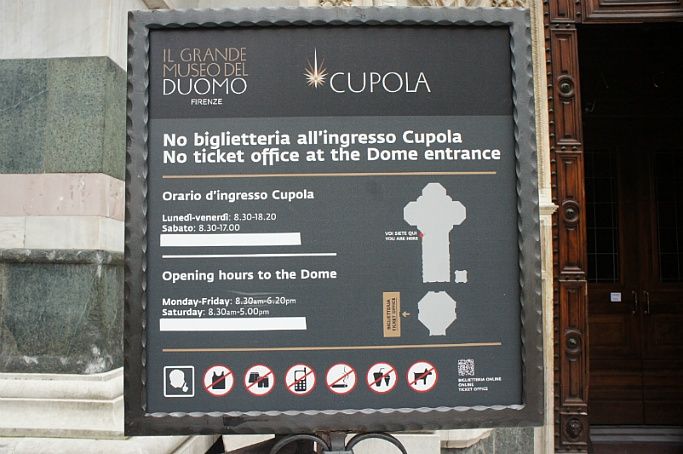 IL GRANDE
MUSEO DEL
DUOMO
FIRENZE
CUPOLA
No biglietteria all'ingresso Cupola
No ticket office at the Dome entrance
Orario d'ingresso Cupola
Lunedì-venerdì: 8.30-18.20
Sabato: 8.30-17.00
VOI SIETE QUI
YOU ARE HERE
Opening hours to the Dome
Monday-Friday: 8.30am-6.20pm
Saturday: 8.30am-5.00pm
BIGLIETTERIA
TICKET OFFICE
BIGLIETTERIA ONLINE
ONLINE
TICKET OFFICE